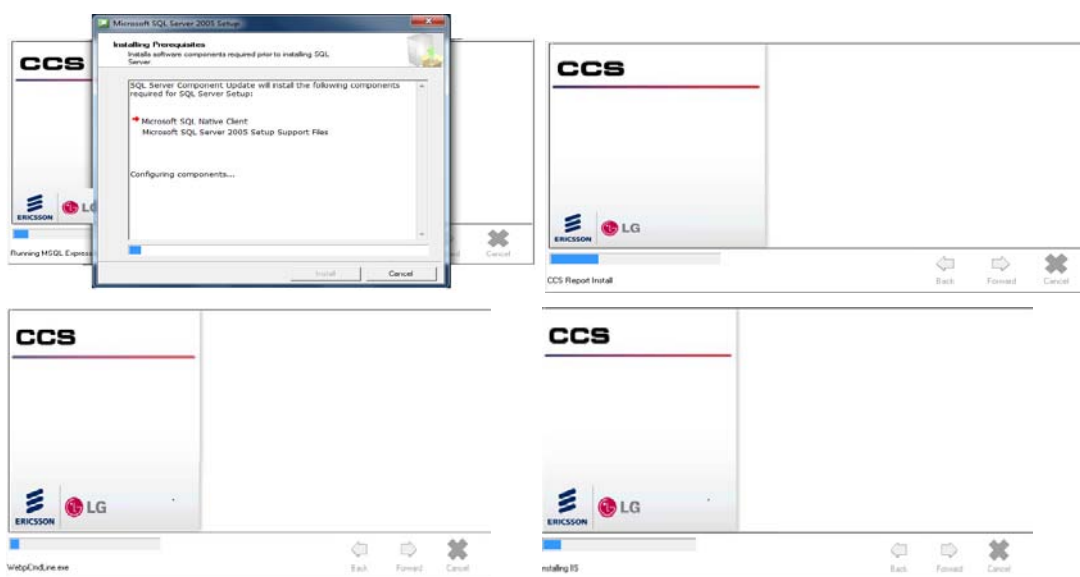 Microsoft SQL Server 2005 Setup
Installing Prerequisites
Installs software components required prior to installing SQL
Server.
SQL Server Component Update will install the following components
required for SQL Server Setup:
Microsoft SQL Native Client
Microsoft SQL Server 2005 Setup Support Files
Configuring components...
Install
Cancel
CCS
ERICSSON
LG
Running MSQL Express
Cancel
CCS
ERICSSON
LG
CCS Report Install
Back
Forward
Cancel
CCS
ERICSSON
LG
WebpiCmdLine.exe
Back
Forward
Cancel
CCS
ERICSSON
LG
nstaling IIS
Back
Forward
Cancel